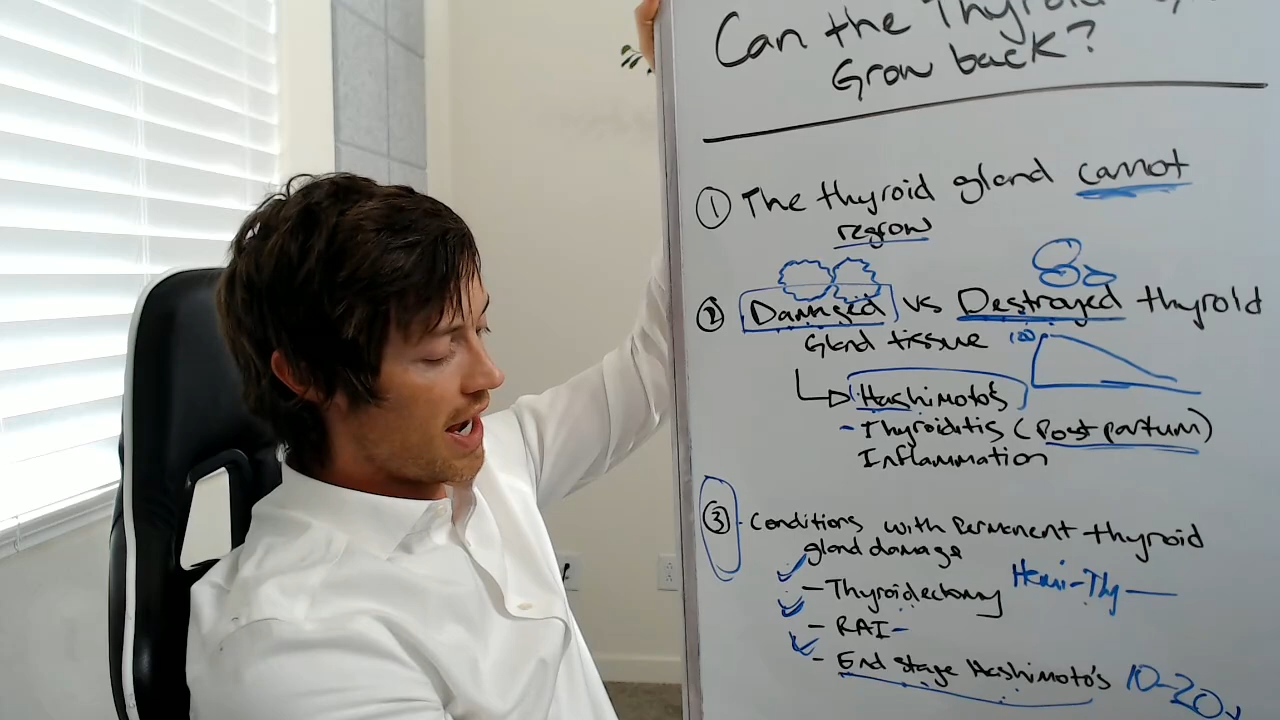 Can the Thyroid
Grow back?
① The thyroid gland cannot
regrow
② Damaged vs Destroyed thyroid
Gland tissue 100
Hashimoto's
- Thyroiditis (Post partum)
Inflammation
③ - Conditions with Permanent thyroid
gland damage
- Thyroidectomy Hemi-Thy
- RAI -
- End stage Hashimoto's 10-20y